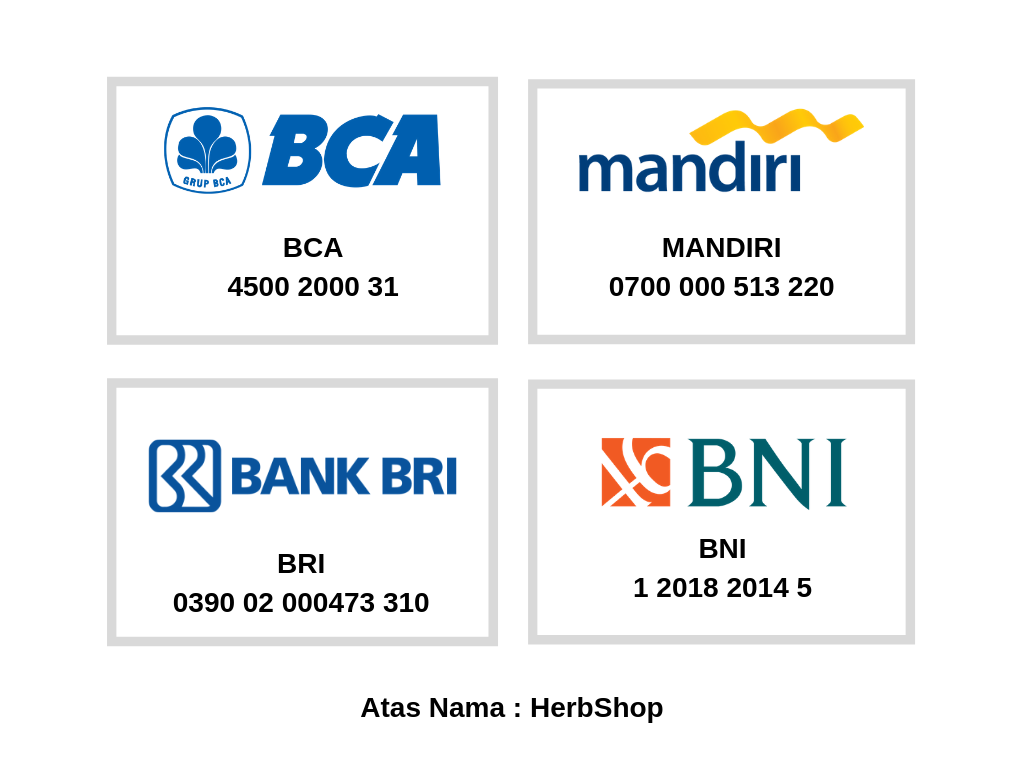 GRUP BCA
BCA
BCA
4500 2000 31
mandırı
MANDIRI
0700 000 513 220
BANK BRI
BRI
0390 02 000473 310
BNI
BNI
1 2018 2014 5
Atas Nama : HerbShop